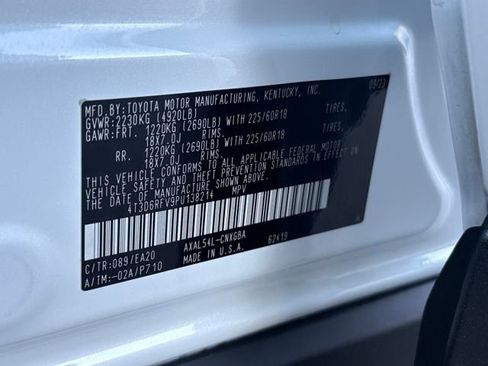 MFD.BY:TOYOTA MOTOR MANUFACTURING, KENTUCKY, INC. 09/23
GVWR:2230KG (4920LB)
GAWR:FRT. 1220KG (2690LB) WITH 225/60R18 TIRES,
18X7.0J RIMS.
RR. 1220KG (2690LB) WITH 225/60R18 TIRES,
18X7.0J RIMS.
THIS VEHICLE CONFORMS TO ALL APPLICABLE FEDERAL MOTOR
VEHICLE SAFETY AND THEFT PREVENTION STANDARDS IN EFFECT
ON THE DATE OF MANUFACTURE SHOWN ABOVE.
4T3D6RFV9PU138214 MPV
C/TR:089/EA20 AXAL54L-CNXGBA 62419
A/TM:-02A/P710 MADE IN U.S.A.